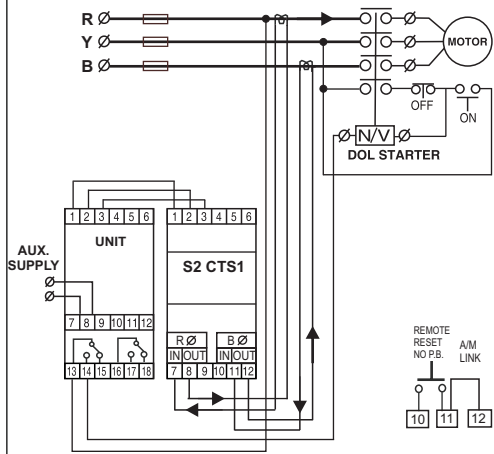 R
Y
B
MOTOR
OFF
ON
N/V
DOL STARTER
1 2 3 4 5 6
1 2 3 4 5 6
UNIT
AUX.
SUPPLY
S2 CTS1
7 8 9 10 11 12
R Ø B Ø
IN OUT IN OUT
13 14 15 16 17 18
7 8 9 10 11 12
REMOTE
RESET
NO P.B.
A/M
LINK
10 11 12